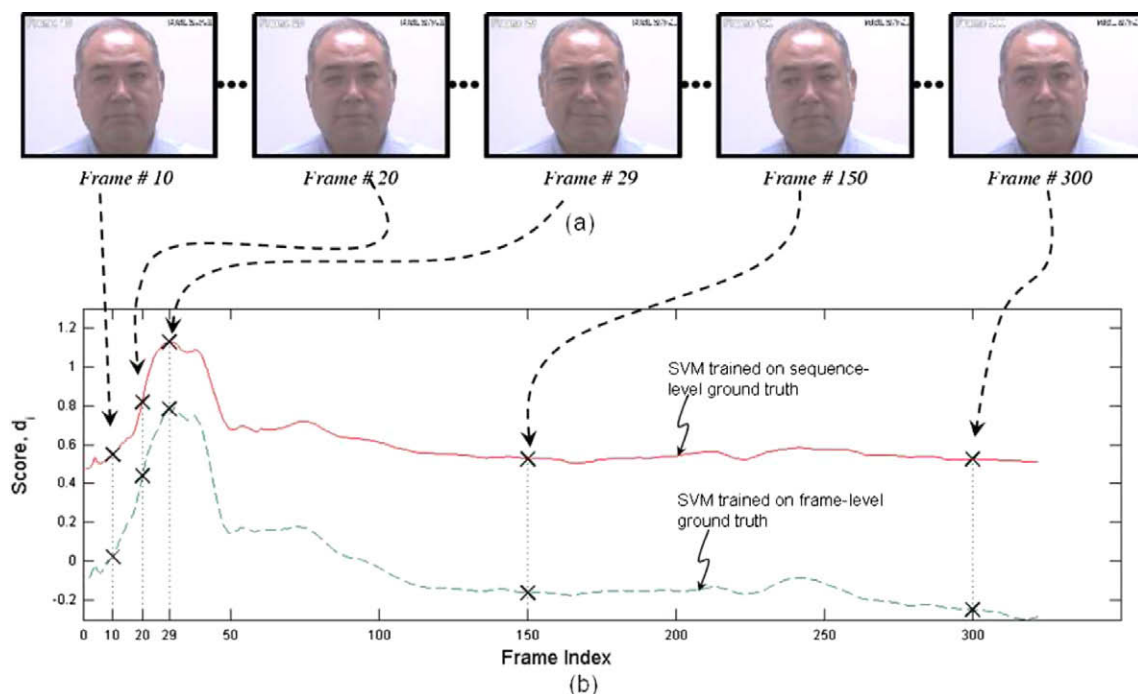 Frame # 10
Frame # 20
Frame # 29
Frame # 150
Frame # 300
(a)
1.2
1
0.8
0.6
0.4
0.2
0
-0.2
Score, d_i
SVM trained on sequence-
level ground truth
SVM trained on frame-level
ground truth
0 10 20 29 50 100 150 200 250 300
Frame Index
(b)